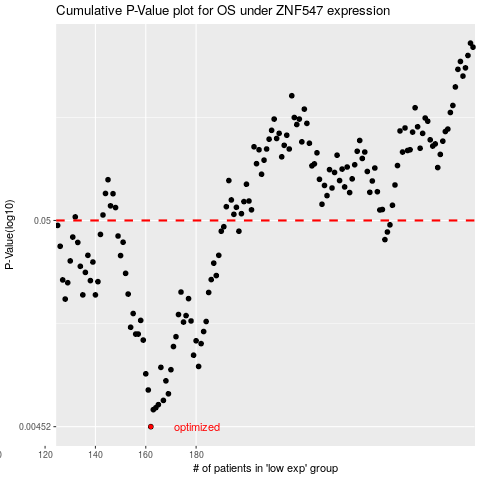 Cumulative P-Value plot for OS under ZNF547 expression
P-Value(log10)
0.05
0.00452
optimized
0
120
140
160
180
# of patients in 'low exp' group